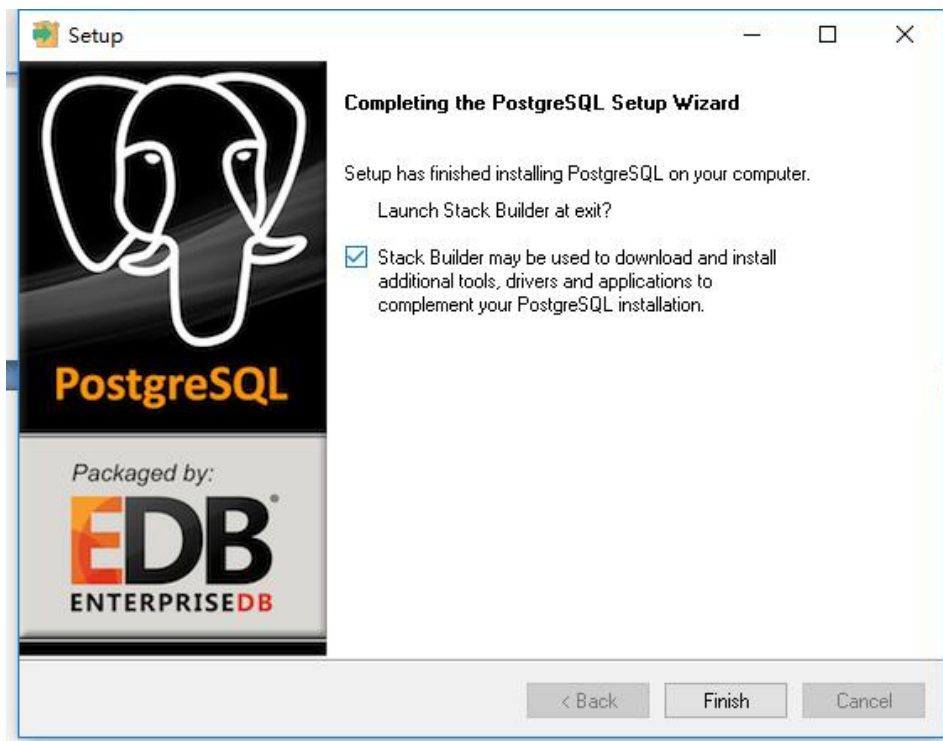 Setup
Completing the PostgreSQL Setup Wizard
Setup has finished installing PostgreSQL on your computer.
Launch Stack Builder at exit?
Stack Builder may be used to download and install
additional tools, drivers and applications to
complement your PostgreSQL installation.
PostgreSQL
Packaged by:
EDB
ENTERPRISEDB
< Back
Finish
Cancel